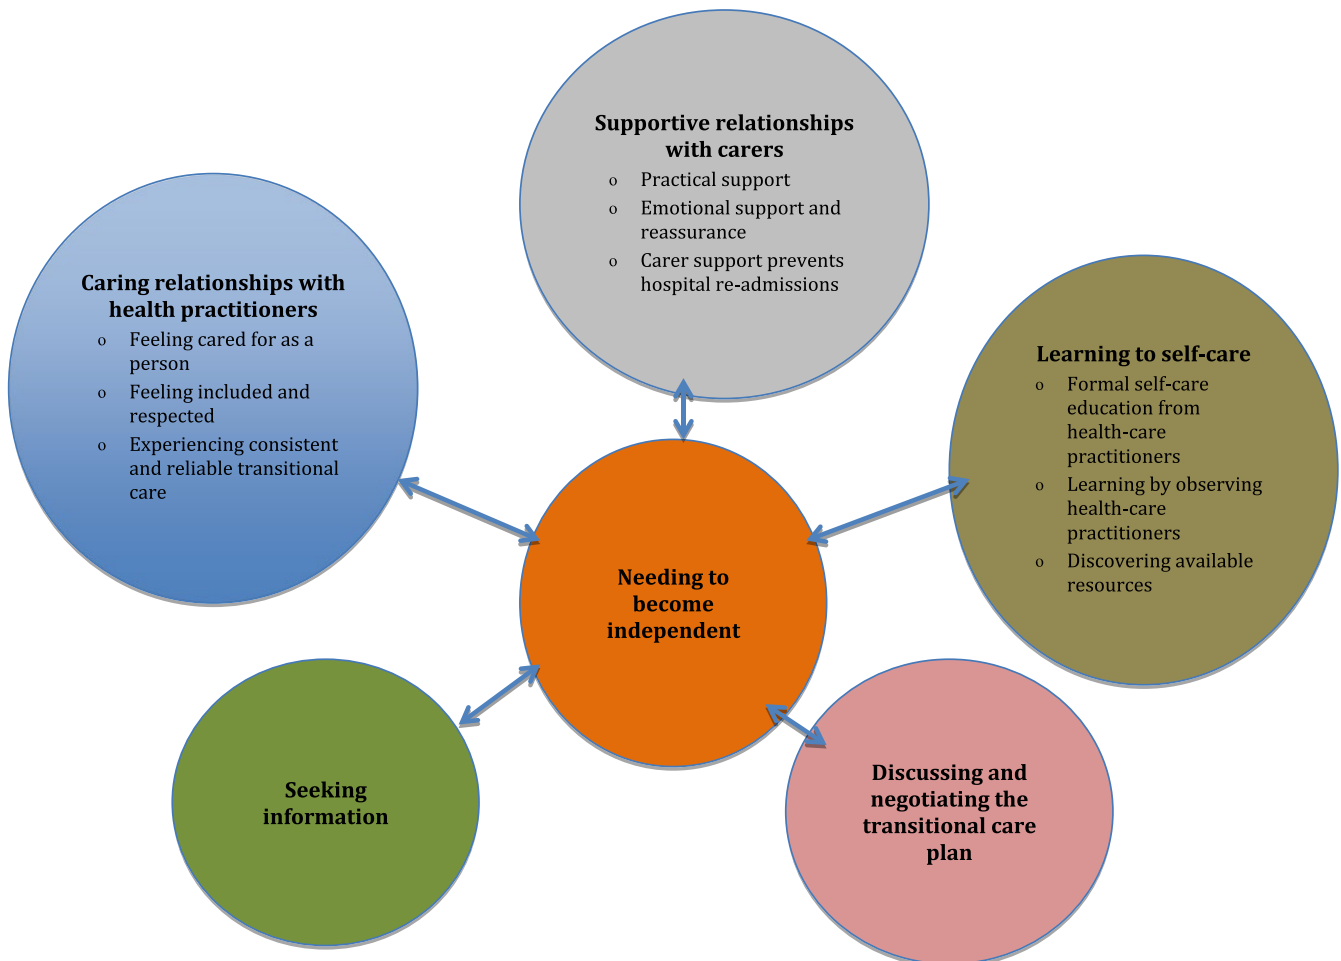 Supportive relationships
with carers
o Practical support
o Emotional support and
reassurance
o Carer support prevents
hospital re-admissions
Caring relationships with
health practitioners
o Feeling cared for as a
person
o Feeling included and
respected
o Experiencing consistent
and reliable transitional
care
Learning to self-care
o Formal self-care
education from
health-care
practitioners
o Learning by observing
health-care
practitioners
o Discovering available
resources
Needing to
become
independent
Seeking
information
Discussing and
negotiating the
transitional care
plan